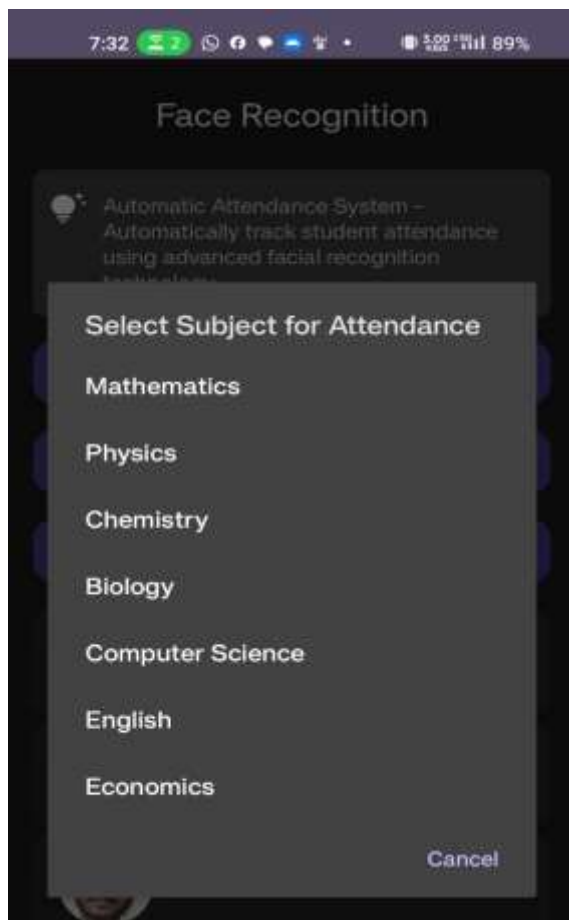 7:32 2 89%
Face Recognition
Automatic Attendance System –
Automatically track student attendance
using advanced facial recognition
Select Subject for Attendance
Mathematics
Physics
Chemistry
Biology
Computer Science
English
Economics
Cancel